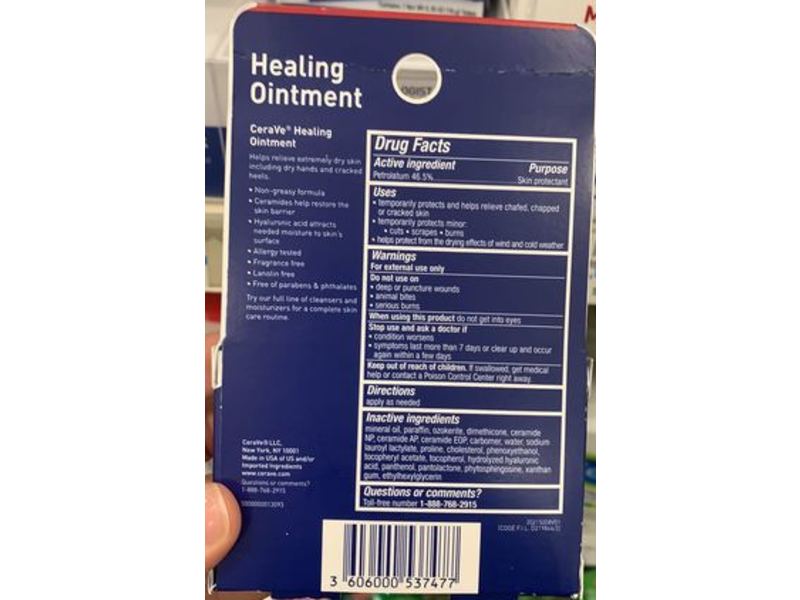 Healing
Ointment
CeraVe® Healing
Ointment
Helps relieve extremely dry skin
including dry hands and cracked
heels.
• Non-greasy formula
• Ceramides help restore the
skin barrier
• Hyaluronic acid attracts
needed moisture to skin's
surface
• Allergy tested
• Fragrance free
• Lanolin free
• Free of parabens & phthalates
Try our full line of cleansers and
moisturizers for a complete skin
care routine.
CeraVe® LLC,
New York, NY 10001
Made in USA of US and/or
Imported Ingredients
www.cerave.com
Questions or comments?
1-888-768-2915
Drug Facts
Active ingredient Purpose
Petrolatum 46.5% Skin protectant
Uses
• temporarily protects and helps relieve chafed, chapped
or cracked skin
• temporarily protects minor:
• cuts • scrapes • burns
• helps protect from the drying effects of wind and cold weather
Warnings
For external use only
Do not use on
• deep or puncture wounds
• animal bites
• serious burns
When using this product do not get into eyes
Stop use and ask a doctor if
• condition worsens
• symptoms last more than 7 days or clear up and occur
again within a few days
Keep out of reach of children. If swallowed, get medical
help or contact a Poison Control Center right away.
Directions
apply as needed
Inactive ingredients
mineral oil, paraffin, ozokerite, dimethicone, ceramide
NP, ceramide AP, ceramide EOP, carbomer, water, sodium
lauroyl lactylate, proline, cholesterol, phenoxyethanol,
tocopheryl acetate, tocopherol, hydrolyzed hyaluronic
acid, panthenol, pantolactone, phytosphingosine, xanthan
gum, ethylhexylglycerin
Questions or comments?
Toll-free number 1-888-768-2915
3 606000 537477